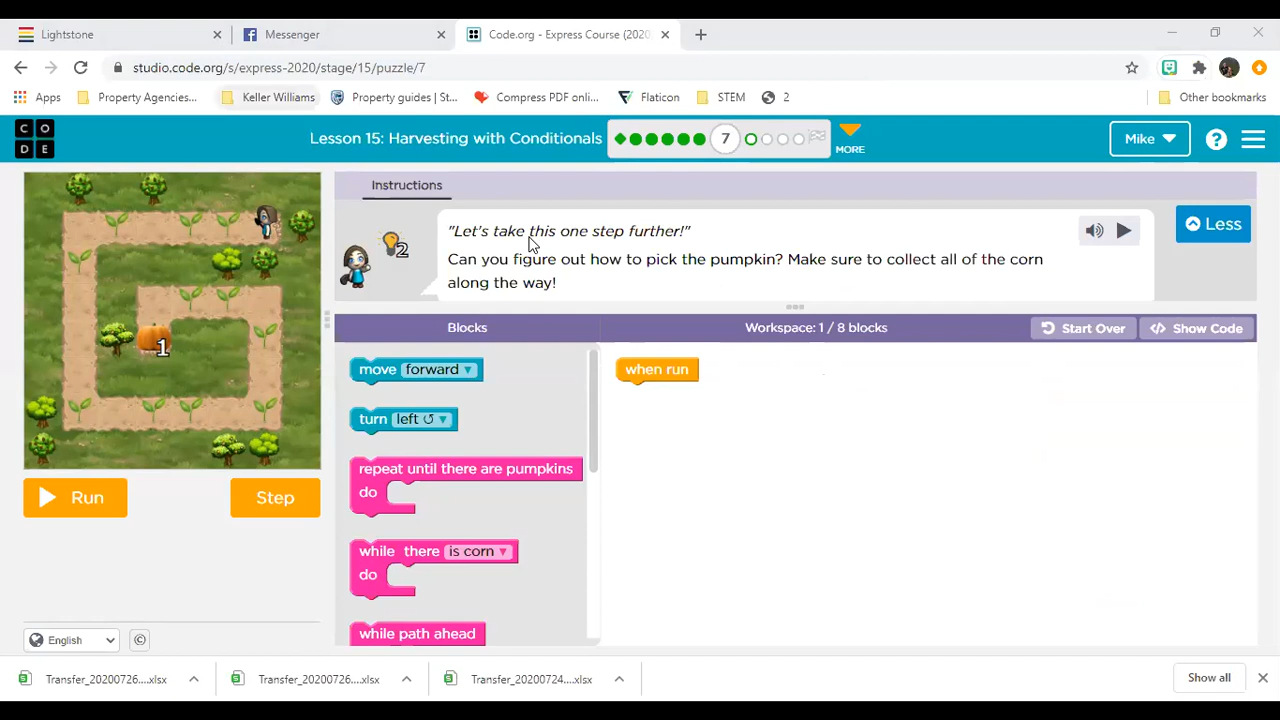 Lightstone
Messenger
Code.org - Express Course (2020
studio.code.org/s/express-2020/stage/15/puzzle/7
Apps
Property Agencies...
Keller Williams
Property guides | St...
Compress PDF onli...
Flaticon
STEM
2
Other bookmarks
C O
D E
Lesson 15: Harvesting with Conditionals
7
MORE
Mike
?
Instructions
2
"Let's take this one step further!"
Can you figure out how to pick the pumpkin? Make sure to collect all of the corn
along the way!
Less
1
Blocks
Workspace: 1 / 8 blocks
Start Over
</> Show Code
move forward
turn left
repeat until there are pumpkins
do
while there is corn
do
while path ahead
when run
Run
Step
English
©
Transfer_20200726....xlsx
Transfer_20200726....xlsx
Transfer_20200724....xlsx
Show all